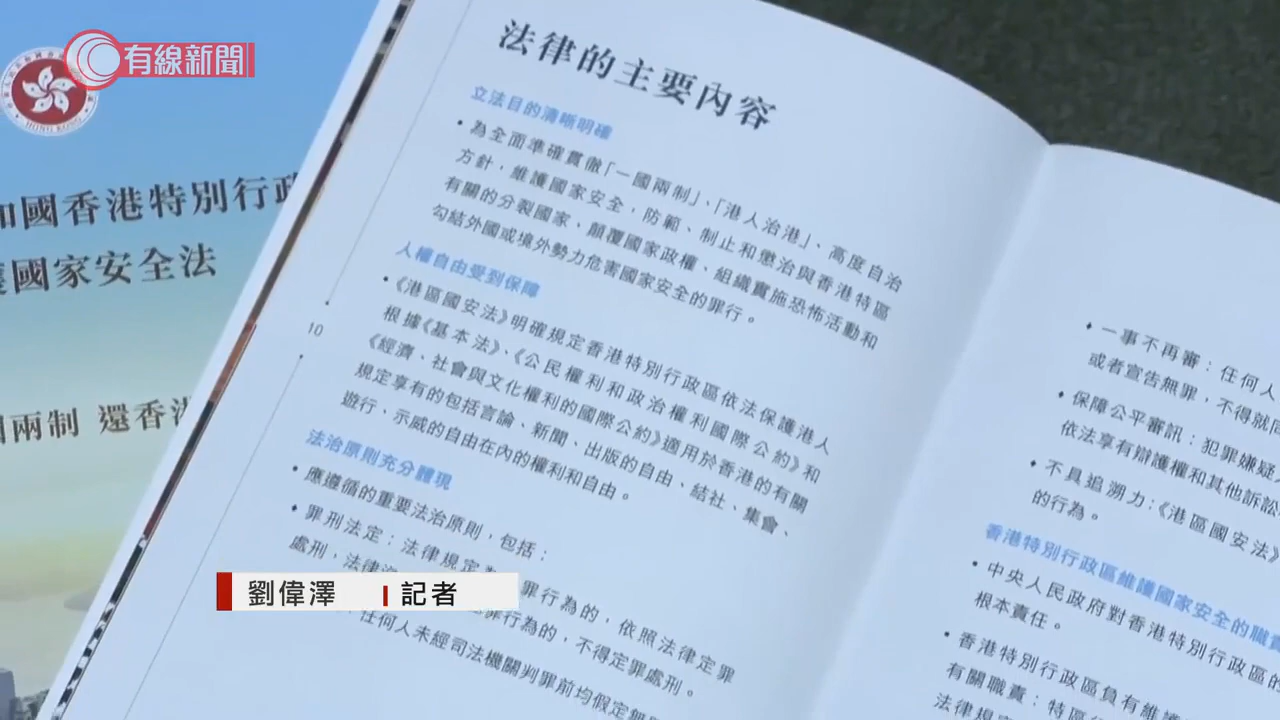 有線新聞
HONG KONG
國香港特別行政
國家安全法
兩制 還香港
法律的主要內容
立法目的清晰明確
• 為全面準確貫徹「一國兩制」、「港人治港」、高度自治
方針，維護國家安全，防範、制止和懲治與香港特區
有關的分裂國家、顛覆國家政權、組織實施恐怖活動和
勾結外國或境外勢力危害國家安全的罪行。
人權自由受到保障
• 《港區國安法》明確規定香港特別行政區依法保護港人
根據《基本法》、《公民權利和政治權利國際公約》和
《經濟、社會與文化權利的國際公約》適用於香港的有關
規定享有的包括言論、新聞、出版的自由、結社、集會、
遊行、示威的自由在內的權利和自由。
法治原則充分體現
• 應遵循的重要法治原則，包括：
♦ 罪刑法定：法律規定為犯罪行為的，依照法律定罪
處刑，法律沒
罪行為的，不得定罪處刑。
任何人未經司法機關判罪前均假定無罪
10
♦ 一事不再審：任何人
或者宣告無罪，不得就同
♦ 保障公平審訊：犯罪嫌疑人
依法享有辯護權和其他訴訟
♦ 不具追溯力：《港區國安法》
的行為。
香港特別行政區維護國家安全的職責
• 中央人民政府對香港特別行政區的
根本責任。
• 香港特別行政區負有維護
有關職責：特區
法律規定
劉偉澤 記者